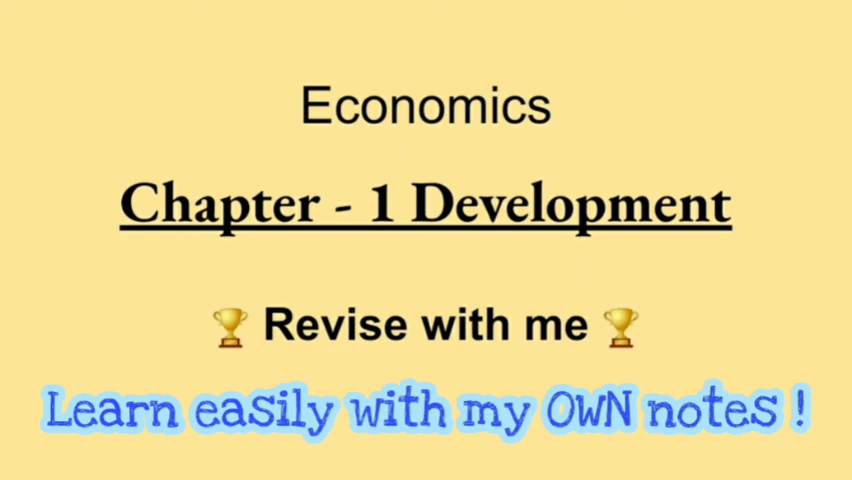 Economics
Chapter - 1 Development
🏆 Revise with me 🏆
Learn easily with my OWN notes !